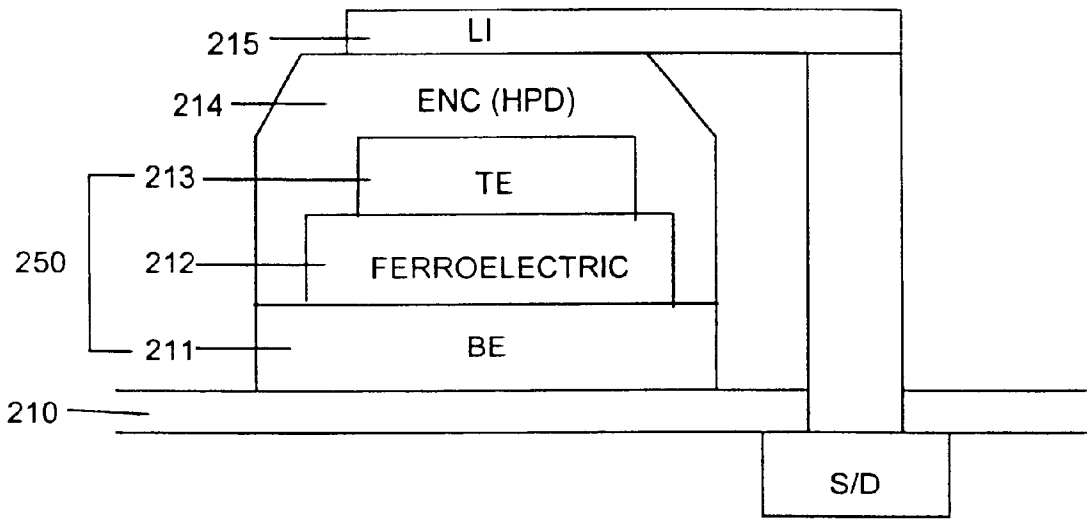 215 LI
214 ENC (HPD)
213 TE
250 212 FERROELECTRIC
211 BE
210
S/D